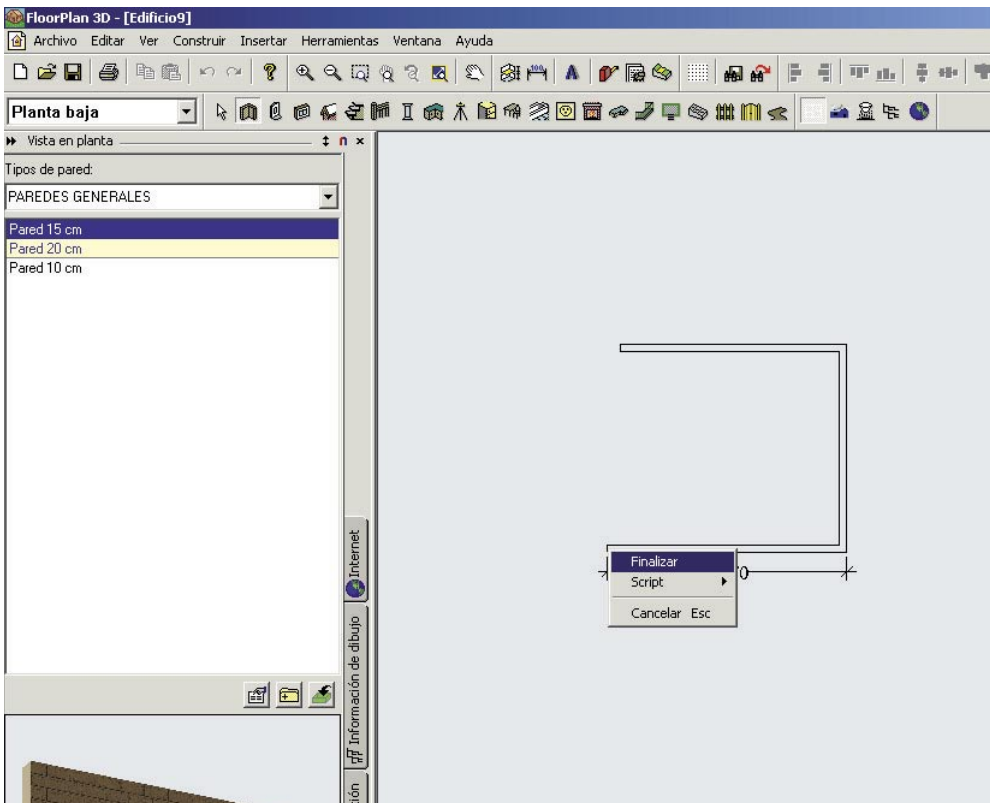 FloorPlan 3D - [Edificio9]
Archivo Editar Ver Construir Insertar Herramientas Ventana Ayuda
Planta baja
Vista en planta
Tipos de pared:
PAREDES GENERALES
Pared 15 cm
Pared 20 cm
Pared 10 cm
Internet
Información de dibujo
Finalizar
Script
Cancelar Esc